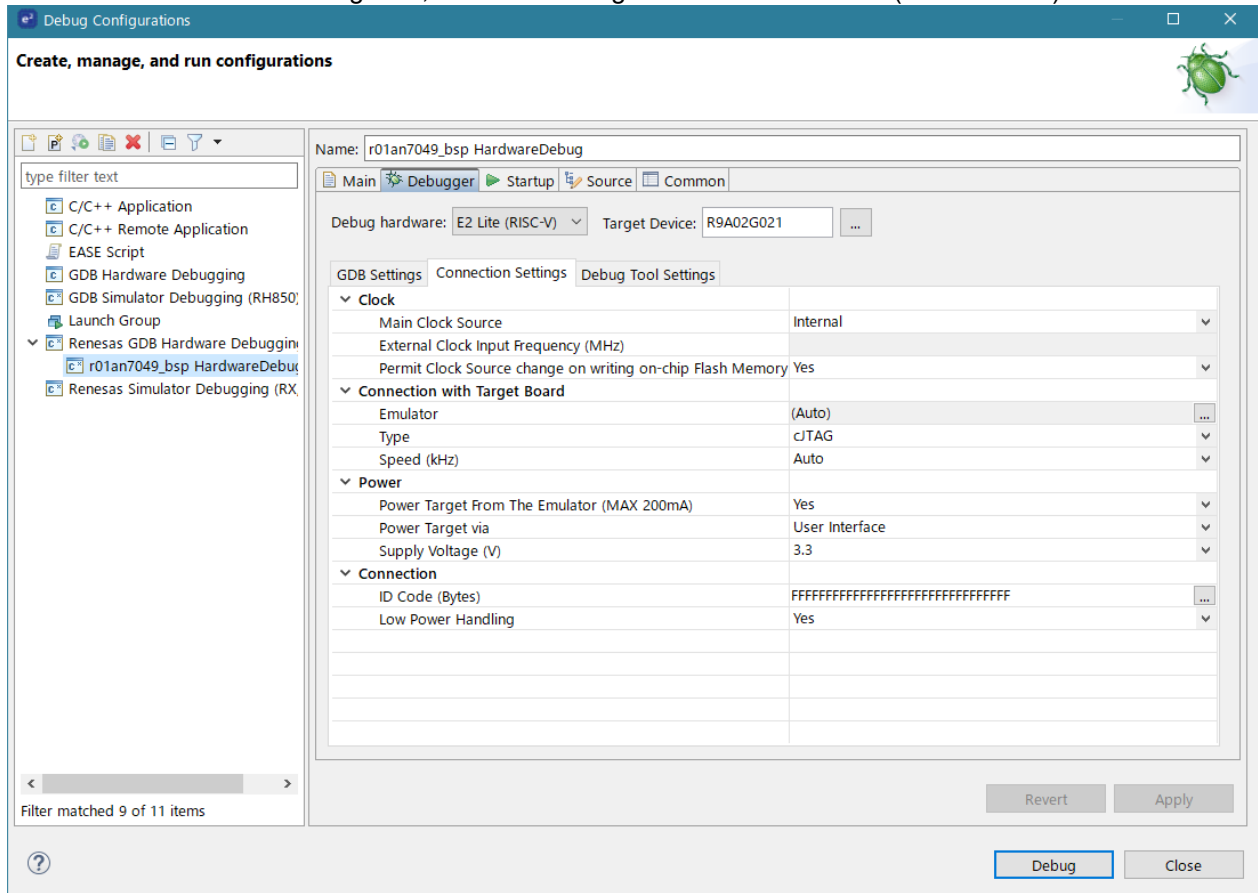 Debug Configurations
Create, manage, and run configurations
type filter text
C/C++ Application
C/C++ Remote Application
EASE Script
GDB Hardware Debugging
GDB Simulator Debugging (RH850)
Launch Group
Renesas GDB Hardware Debuggin
r01an7049_bsp HardwareDebu
Renesas Simulator Debugging (RX,
Filter matched 9 of 11 items
Name: r01an7049_bsp HardwareDebug
Main Debugger Startup Source Common
Debug hardware: E2 Lite (RISC-V) Target Device: R9A02G021 ...
GDB Settings Connection Settings Debug Tool Settings
Clock
Main Clock Source Internal
External Clock Input Frequency (MHz)
Permit Clock Source change on writing on-chip Flash Memory Yes
Connection with Target Board
Emulator (Auto) ...
Type cJTAG
Speed (kHz) Auto
Power
Power Target From The Emulator (MAX 200mA) Yes
Power Target via User Interface
Supply Voltage (V) 3.3
Connection
ID Code (Bytes) FFFFFFFFFFFFFFFFFFFFFFFFFFFFFFFF ...
Low Power Handling Yes
Revert Apply
Debug Close